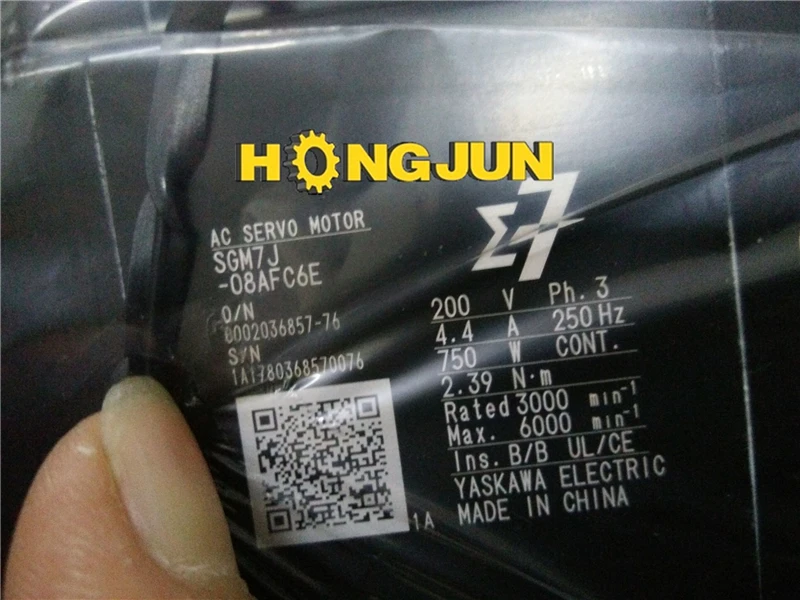 HONGJUN
Σ7
AC SERVO MOTOR
SGM7J
-08AFC6E
O/N
0002036857-76
S/N
1A1780368570076
200 V Ph. 3
4.4 A 250 Hz
750 W CONT.
2.39 N·m
Rated 3000 min⁻¹
Max. 6000 min⁻¹
Ins. B/B UL/CE
YASKAWA ELECTRIC
MADE IN CHINA
1A